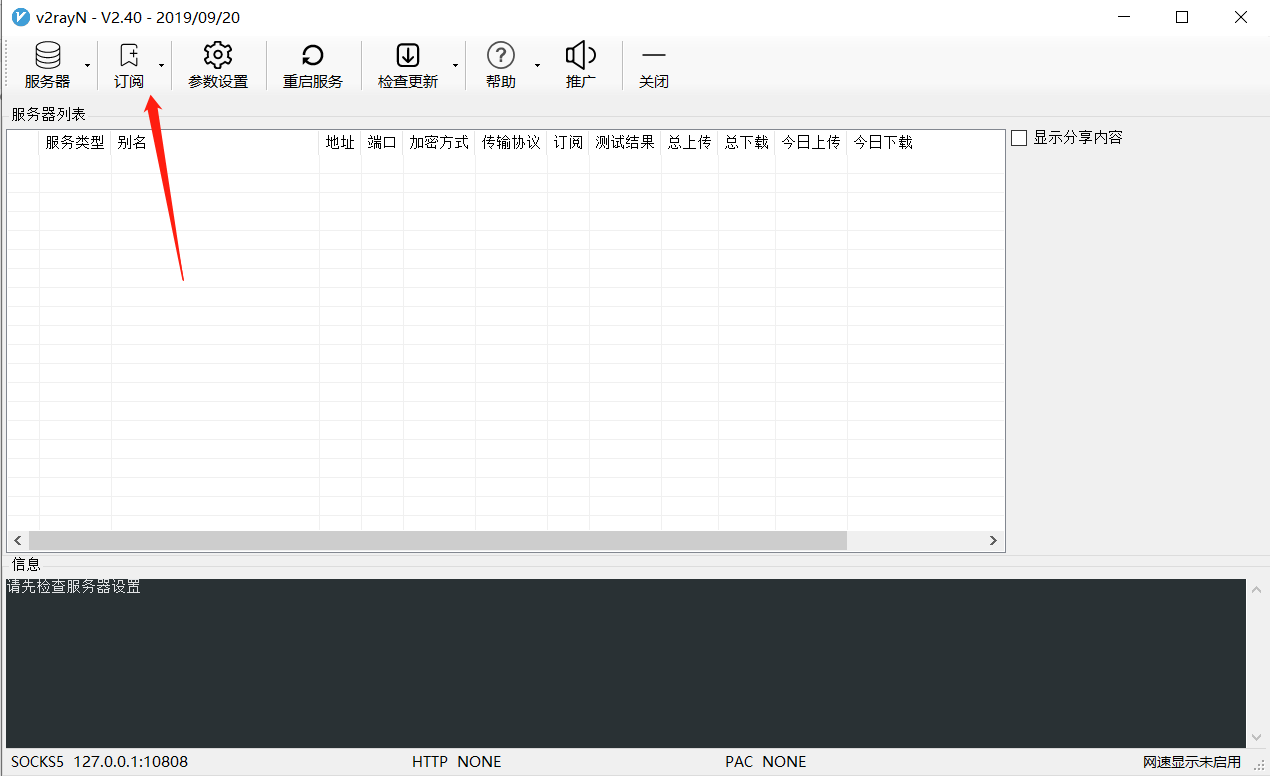 v2rayN - V2.40 - 2019/09/20
服务器 订阅 参数设置 重启服务 检查更新 帮助 推广 关闭
服务器列表
服务类型 别名 地址 端口 加密方式 传输协议 订阅 测试结果 总上传 总下载 今日上传 今日下载 显示分享内容
信息
请先检查服务器设置
SOCKS5 127.0.0.1:10808 HTTP NONE PAC NONE 网速显示未启用